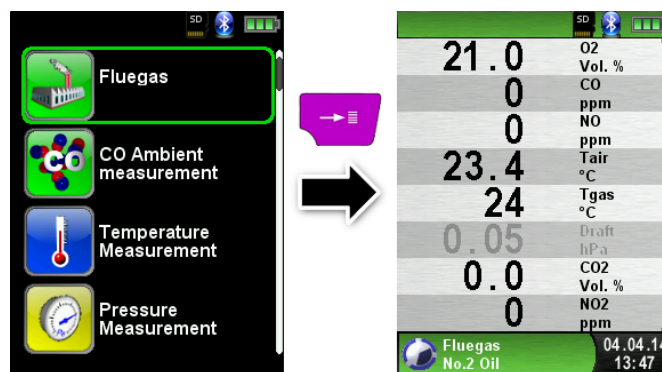 SD
Fluegas
CO
CO Ambient
measurement
Temperature
Measurement
Pressure
Measurement
SD
21.0 O2 Vol. %
0 CO ppm
0 NO ppm
23.4 Tair °C
24 Tgas °C
0.05 Draft hPa
0.0 CO2 Vol. %
0 NO2 ppm
Fluegas 04.04.14
No.2 Oil 13:47